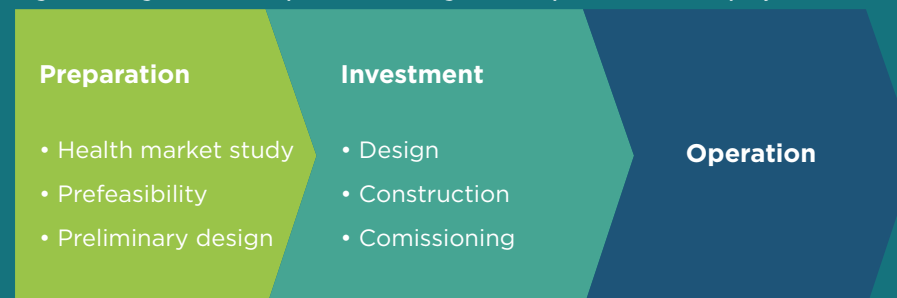 Preparation
• Health market study
• Prefeasibility
• Preliminary design
Investment
• Design
• Construction
• Comissioning
Operation